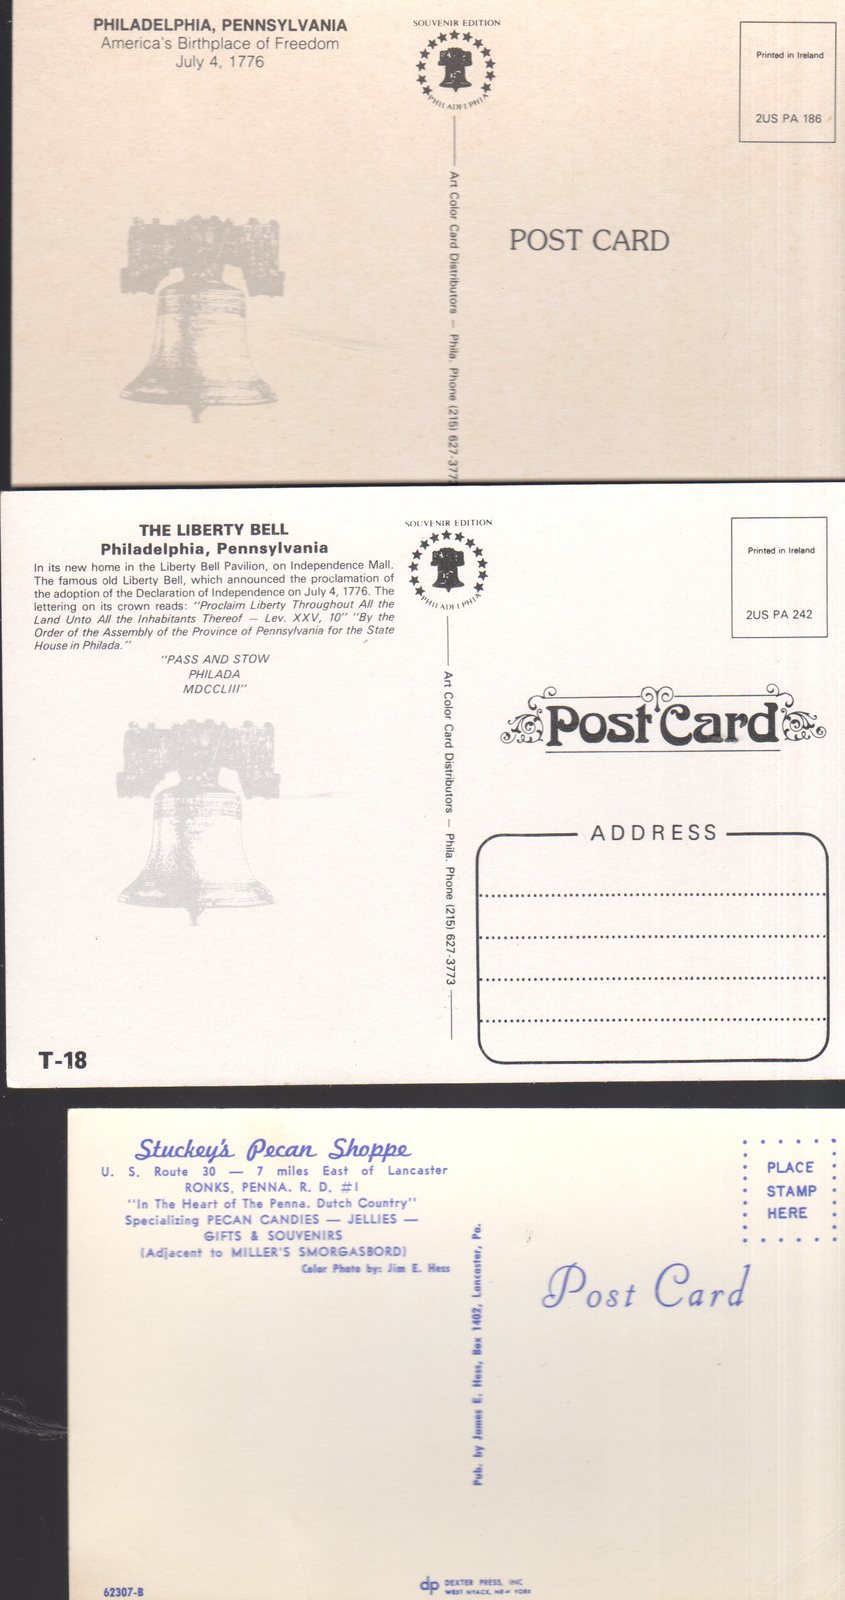 PHILADELPHIA, PENNSYLVANIA
America's Birthplace of Freedom
July 4, 1776
SOUVENIR EDITION
PHILADELPHIA
Printed in Ireland
2US PA 186
Art Color Card Distributors — Phila. Phone (215) 627-3773
POST CARD
THE LIBERTY BELL
Philadelphia, Pennsylvania
In its new home in the Liberty Bell Pavilion, on Independence Mall.
The famous old Liberty Bell, which announced the proclamation of
the adoption of the Declaration of Independence on July 4, 1776. The
lettering on its crown reads: "Proclaim Liberty Throughout All the
Land Unto All the Inhabitants Thereof — Lev. XXV, 10" "By the
Order of the Assembly of the Province of Pennsylvania for the State
House in Philada."
"PASS AND STOW
PHILADA
MDCCLIII"
T-18
SOUVENIR EDITION
PHILADELPHIA
Art Color Card Distributors — Phila. Phone (215) 627-3773
Printed in Ireland
2US PA 242
Post Card
ADDRESS
Stuckey's Pecan Shoppe
U. S. Route 30 — 7 miles East of Lancaster
RONKS, PENNA. R. D. #1
"In The Heart of The Penna. Dutch Country"
Specializing PECAN CANDIES — JELLIES —
GIFTS & SOUVENIRS
(Adjacent to MILLER'S SMORGASBORD)
Color Photo by: Jim E. Hess
Pub. by James E. Hess, Box 1402, Lancaster, Pa.
PLACE
STAMP
HERE
Post Card
62307-B
dp DEXTER PRESS, INC.
WEST NYACK, NEW YORK